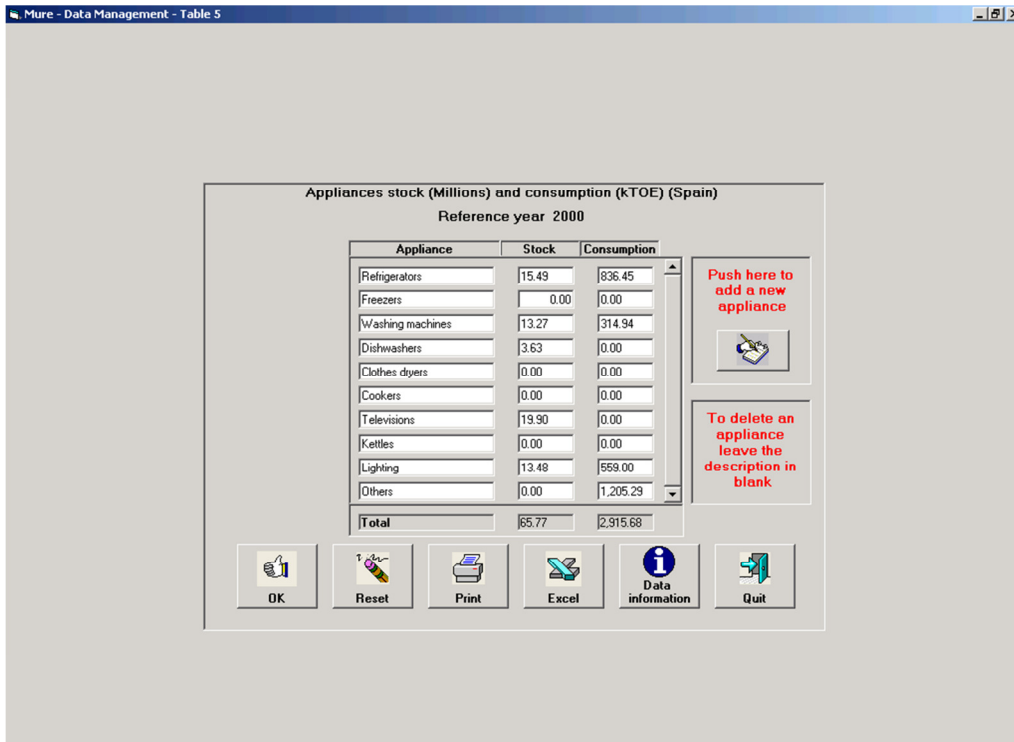 Mure - Data Management - Table 5
Appliances stock (Millions) and consumption (kTOE) (Spain)
Reference year 2000
Appliance Stock Consumption
Refrigerators 15.49 836.45
Freezers 0.00 0.00
Washing machines 13.27 314.94
Dishwashers 3.63 0.00
Clothes dryers 0.00 0.00
Cookers 0.00 0.00
Televisions 19.90 0.00
Kettles 0.00 0.00
Lighting 13.48 559.00
Others 0.00 1,205.29
Total 65.77 2,915.68
Push here to
add a new
appliance
To delete an
appliance
leave the
description in
blank
OK
Reset
Print
Excel
Data
information
Quit